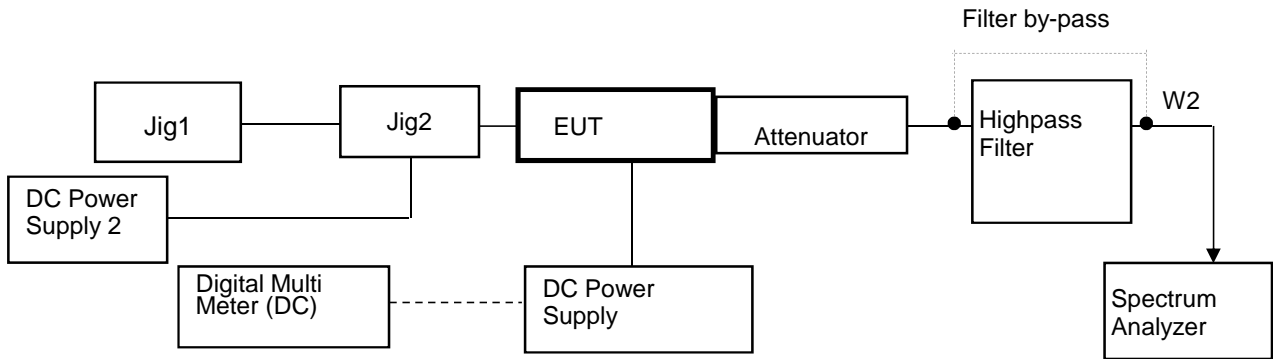 Filter by-pass
Jig1
Jig2
EUT
Attenuator
Highpass
Filter
W2
DC Power
Supply 2
Digital Multi
Meter (DC)
DC Power
Supply
Spectrum
Analyzer